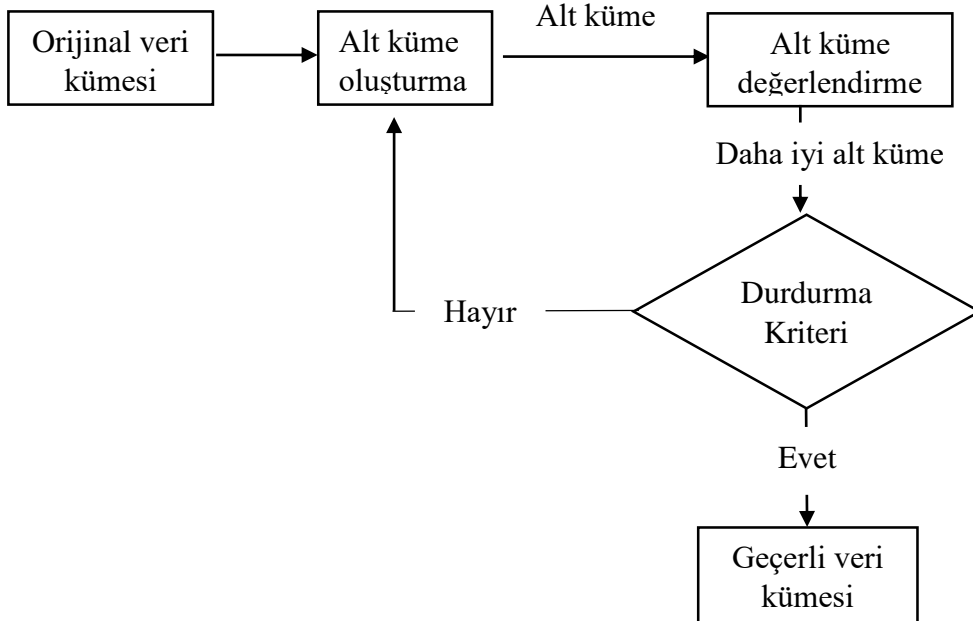 Orijinal veri
kümesi
Alt küme
oluşturma
Alt küme
Alt küme
değerlendirme
Daha iyi alt küme
Durdurma
Kriteri
Hayır
Evet
Geçerli veri
kümesi